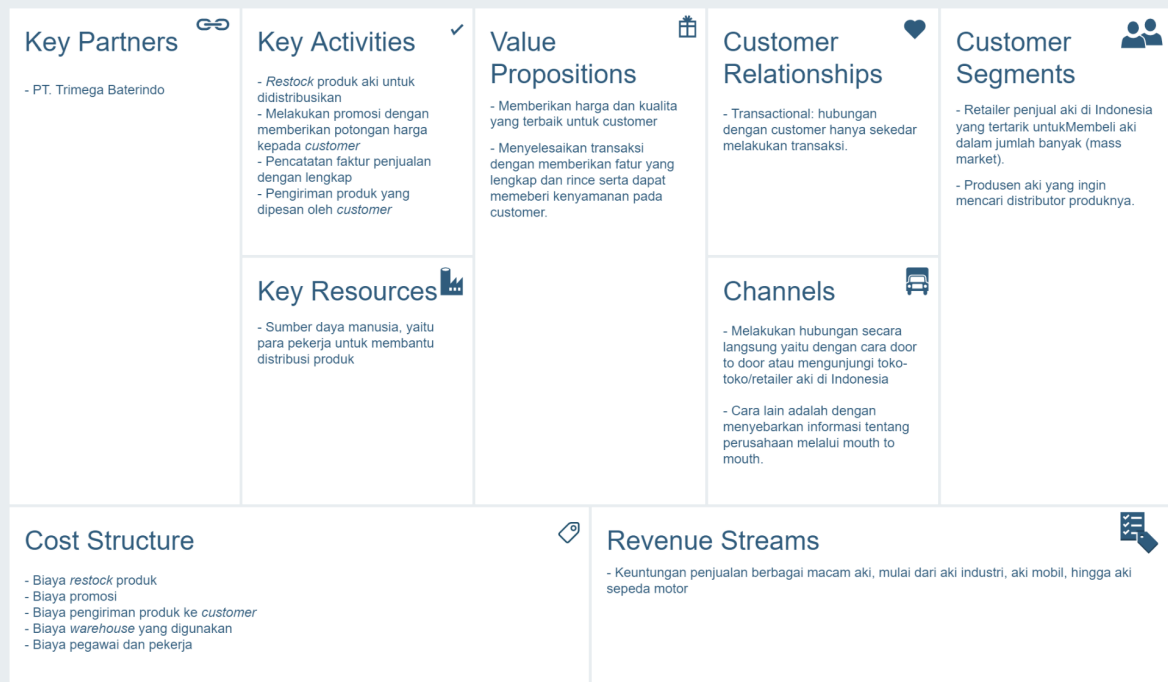 Key Partners
- PT. Trimega Baterindo
Key Activities
- Restock produk aki untuk
didistribusikan
- Melakukan promosi dengan
memberikan potongan harga
kepada customer
- Pencatatan faktur penjualan
dengan lengkap
- Pengiriman produk yang
dipesan oleh customer
Key Resources
- Sumber daya manusia, yaitu
para pekerja untuk membantu
distribusi produk
Value
Propositions
- Memberikan harga dan kualita
yang terbaik untuk customer
- Menyelesaikan transaksi
dengan memberikan fatur yang
lengkap dan rince serta dapat
memeberi kenyamanan pada
customer.
Customer
Relationships
- Transactional: hubungan
dengan customer hanya sekedar
melakukan transaksi.
Channels
- Melakukan hubungan secara
langsung yaitu dengan cara door
to door atau mengunjungi toko-
toko/retailer aki di Indonesia
- Cara lain adalah dengan
menyebarkan informasi tentang
perusahaan melalui mouth to
mouth.
Customer
Segments
- Retailer penjual aki di Indonesia
yang tertarik untukMembeli aki
dalam jumlah banyak (mass
market).
- Produsen aki yang ingin
mencari distributor produknya.
Cost Structure
- Biaya restock produk
- Biaya promosi
- Biaya pengiriman produk ke customer
- Biaya warehouse yang digunakan
- Biaya pegawai dan pekerja
Revenue Streams
- Keuntungan penjualan berbagai macam aki, mulai dari aki industri, aki mobil, hingga aki
sepeda motor